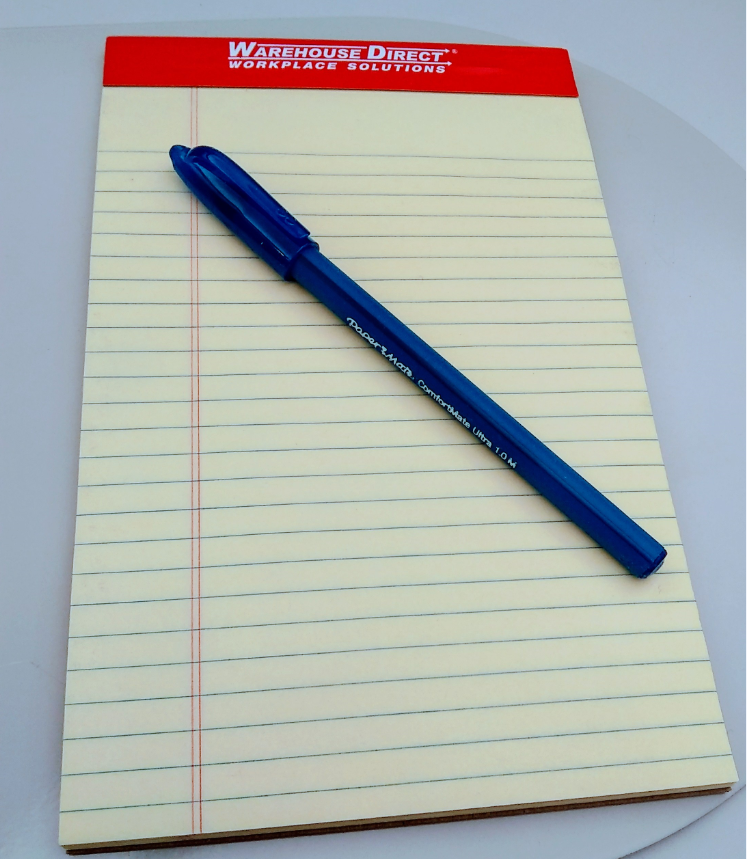 WAREHOUSE DIRECT®
WORKPLACE SOLUTIONS
PaperMate. ComfortMate Ultra 1.0 M